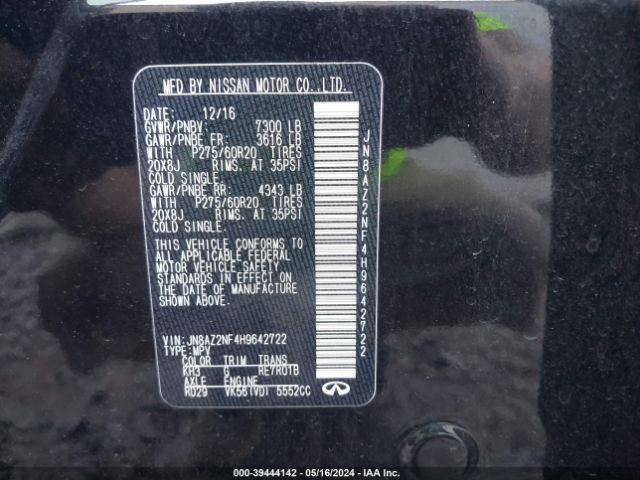 MFD BY NISSAN MOTOR CO.,LTD.
DATE: 12/16
GVWR/PNBV: 7300 LB
GAWR/PNBE FR: 3616 LB
WITH P275/60R20 TIRES
20X8J RIMS. AT 35PSI
COLD SINGLE.
GAWR/PNBE RR: 4343 LB
WITH P275/60R20 TIRES
20X8J RIMS. AT 35PSI
COLD SINGLE.
THIS VEHICLE CONFORMS TO
ALL APPLICABLE FEDERAL
MOTOR VEHICLE SAFETY
STANDARDS IN EFFECT ON
THE DATE OF MANUFACTURE
SHOWN ABOVE.
VIN: JN8AZ2NF4H9642722
TYPE: MPV
COLOR TRIM TRANS
KH3 G RE7R01B
AXLE ENGINE
RD29 VK56(VD) 5552CC
JN8AZ2NF4H9642722
000-39444142 - 05/16/2024 - IAA Inc.